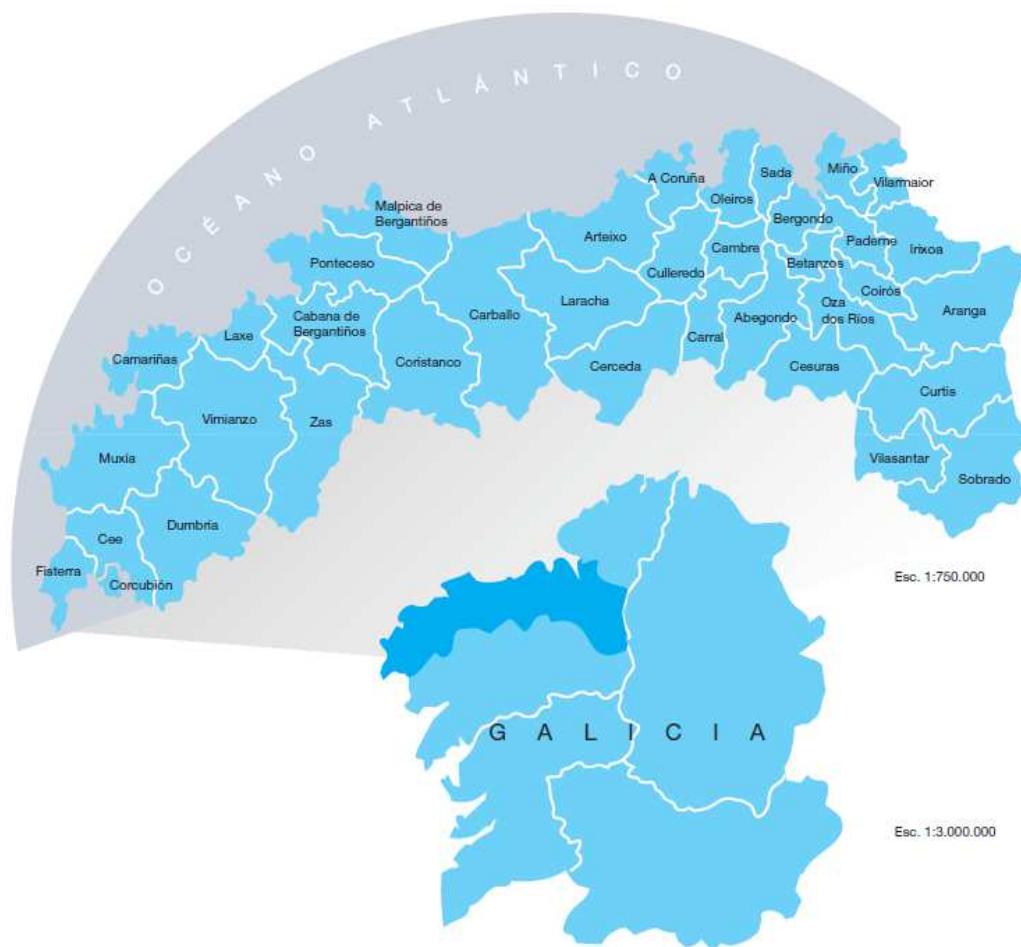 OCÉANO ATLÁNTICO
A Coruña
Sada
Miño
Vilarmaior
Oleiros
Malpica de
Bergantiños
Bergondo
Arteixo
Paderne
Irixoa
Cambre
Ponteceso
Betanzos
Culleredo
Coirós
Laracha
Oza
dos Ríos
Aranga
Cabana de
Bergantiños
Carballo
Abegondo
Laxe
Carral
Camariñas
Coristanco
Cerceda
Cesuras
Curtis
Vimianzo
Zas
Muxía
Vilasantar
Sobrado
Dumbría
Cee
Fisterra
Corcubión
Esc. 1:750.000
GALICIA
Esc. 1:3.000.000